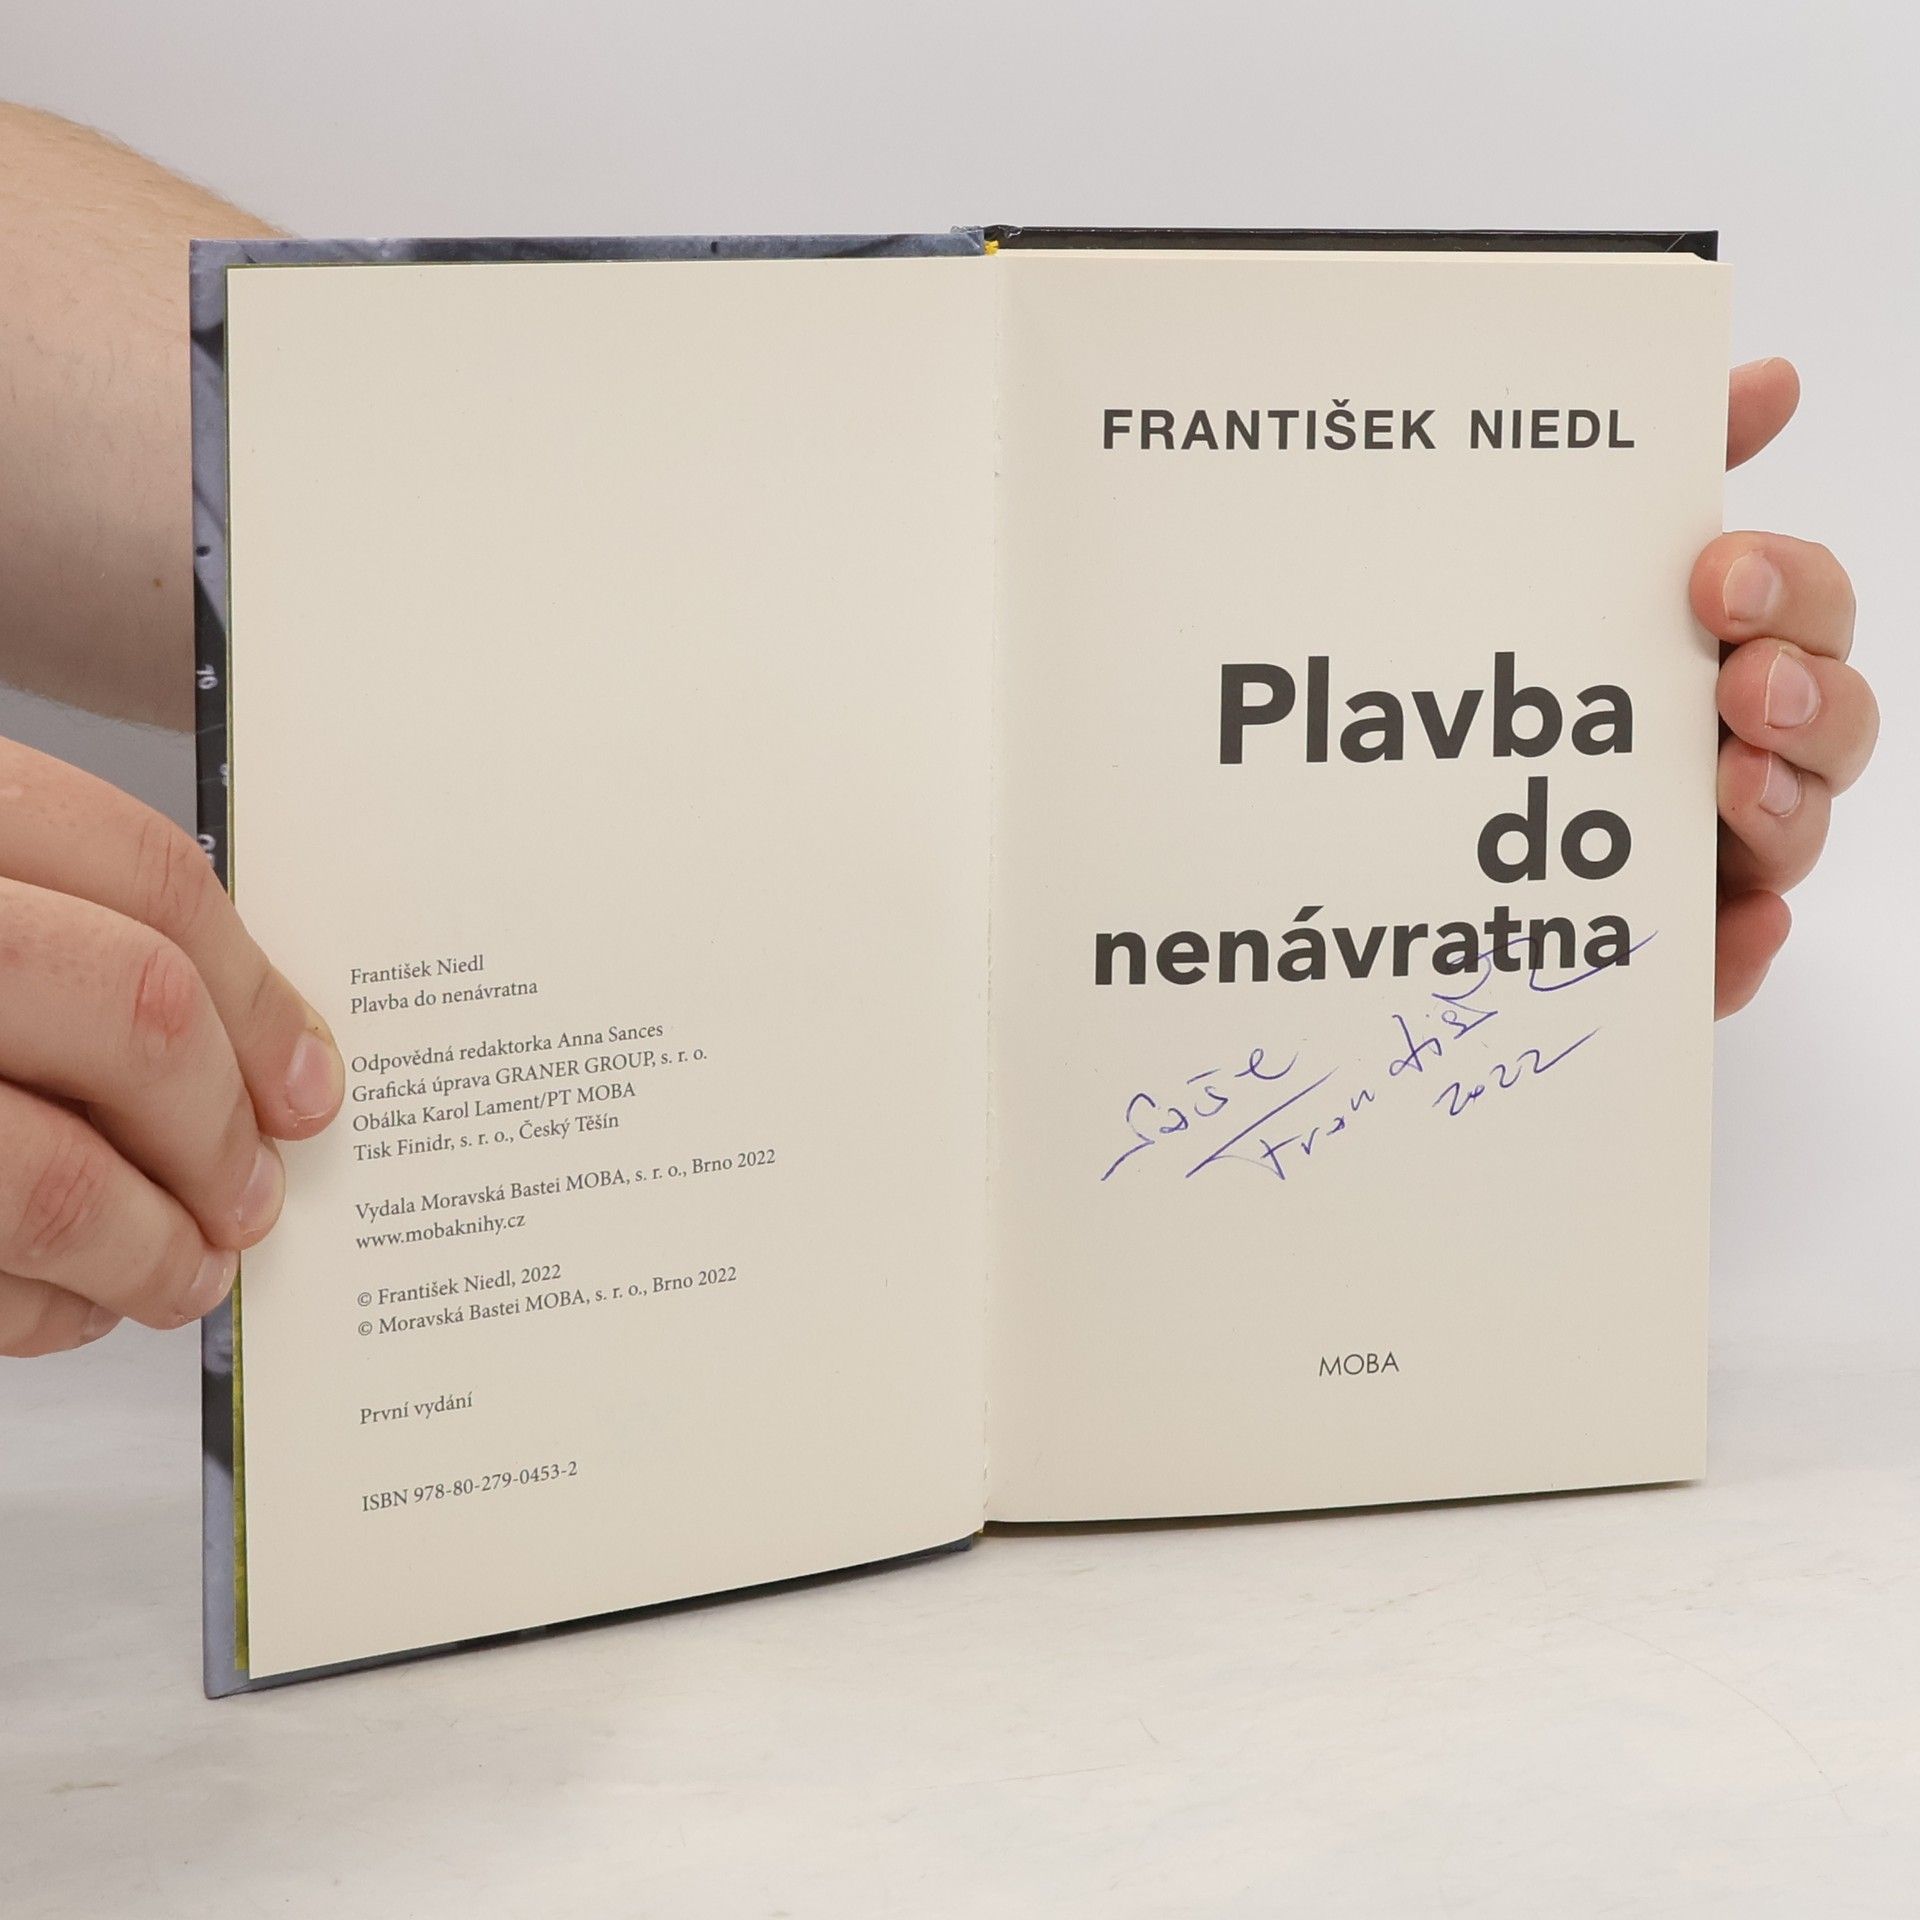 František Niedl
Plavba do nenávratna
Odpovědná redaktorka Anna Sances
Grafická úprava GRANER GROUP, s. r. o.
Obálka Karol Lament/PT MOBA
Tisk Finidr, s. r. o., Český Těšín
Vydala Moravská Bastei MOBA, s. r. o., Brno 2022
www.mobaknihy.cz
© František Niedl, 2022
© Moravská Bastei MOBA, s. r. o., Brno 2022
První vydání
ISBN 978-80-279-0453-2
FRANTIŠEK NIEDL
Plavba
do
nenávratna
2022
MOBA